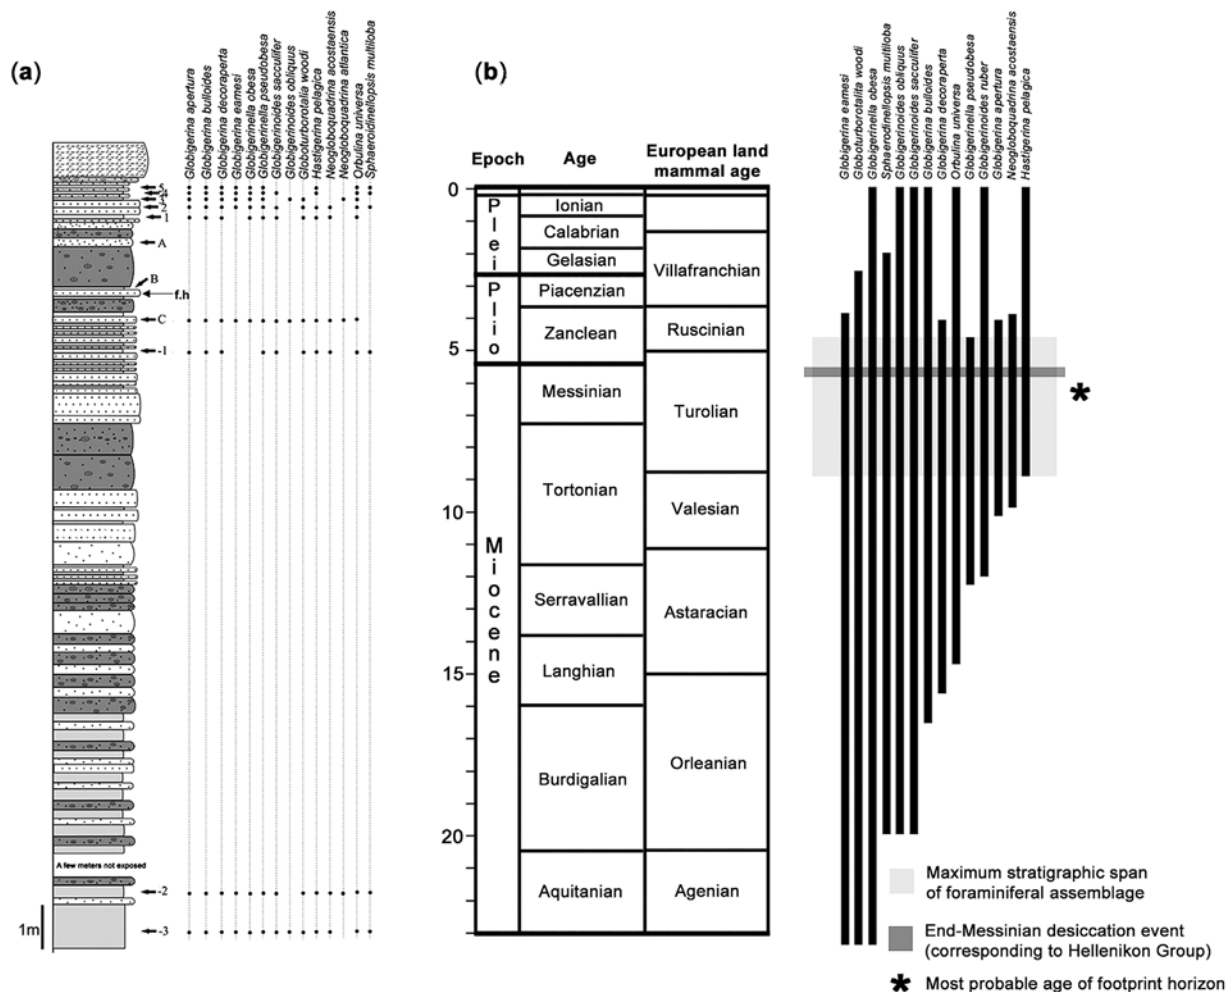 (a)
Globigerina apertura
Globigerina bulloides
Globigerina decoraperta
Globigerina eamesi
Globigerinella obesa
Globigerinella pseudobesa
Globigerinoides sacculifer
Globigerinoides obliquus
Globoturborotalia woodi
Hastigerina pelagica
Neogloboquadrina acostaensis
Neogloboquadrina atlantica
Orbulina universa
Sphaeroidinellopsis multiloba
5
4
3
2
1
A
B
f.h
C
-1
A few meters not exposed
-2
-3
1m
(b)
Epoch
Age
European land
mammal age
0
5
10
15
20
Plei
Plio
Miocene
Ionian
Calabrian
Gelasian
Piacenzian
Zanclean
Messinian
Tortonian
Serravallian
Langhian
Burdigalian
Aquitanian
Villafranchian
Ruscinian
Turolian
Valesian
Astaracian
Orleanian
Agenian
Globigerina eamesi
Globoturborotalita woodi
Globigerinella obesa
Sphaerodinellopsis multiloba
Globigerinoides obliquus
Globigerinoides sacculifer
Globigerina bulloides
Globigerina decoraperta
Orbulina universa
Globigerinella pseudobesa
Globigerinoides ruber
Globigerina apertura
Neogloboquadrina acostaensis
Hastigerina pelagica
*
Maximum stratigraphic span
of foraminiferal assemblage
End-Messinian desiccation event
(corresponding to Hellenikon Group)
* Most probable age of footprint horizon